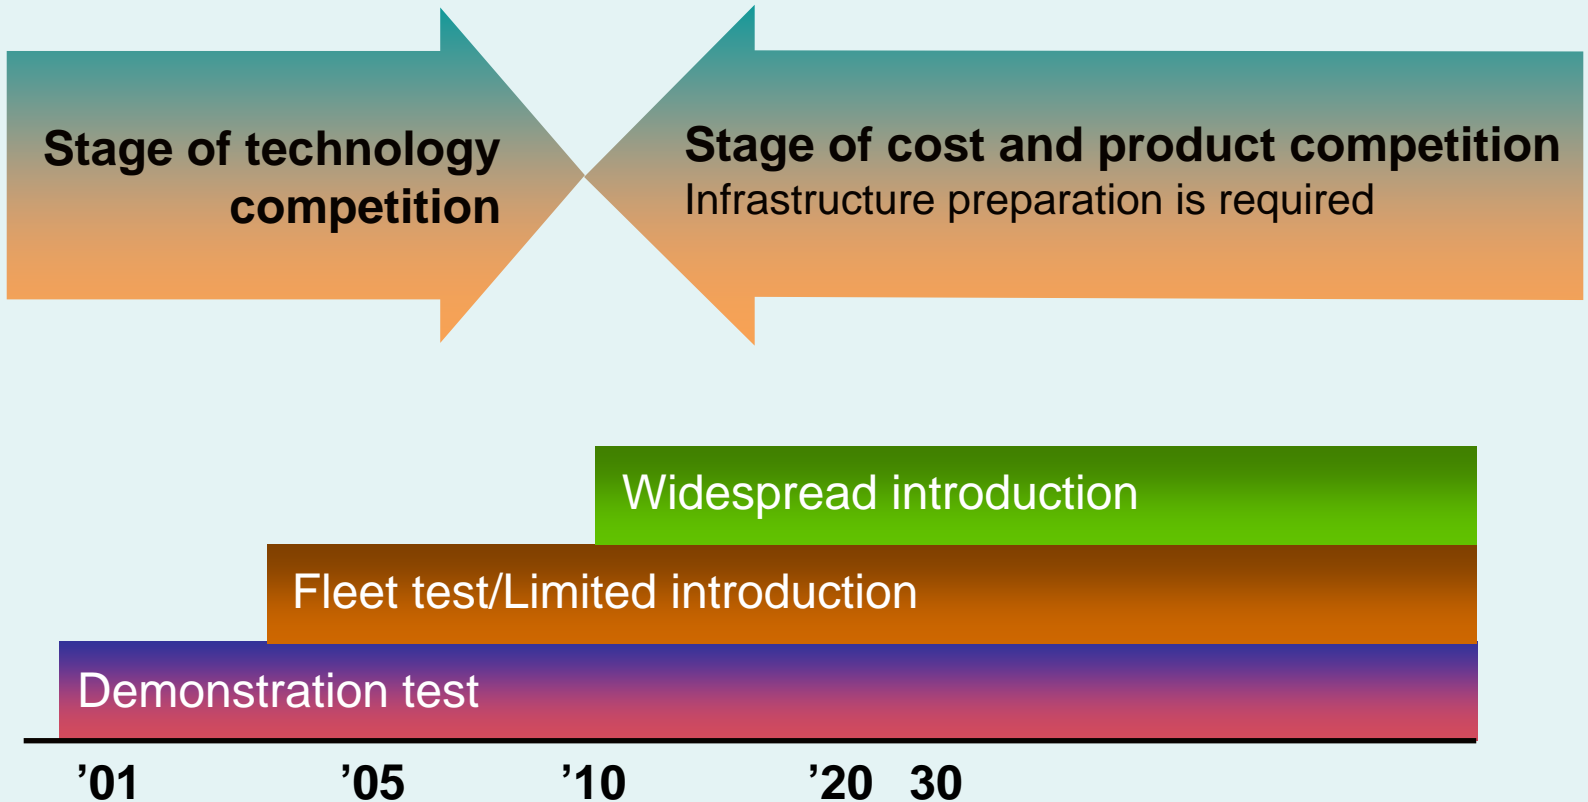 Stage of technology
competition
Stage of cost and product competition
Infrastructure preparation is required
Widespread introduction
Fleet test/Limited introduction
Demonstration test
’01 ’05 ’10 ’20 30